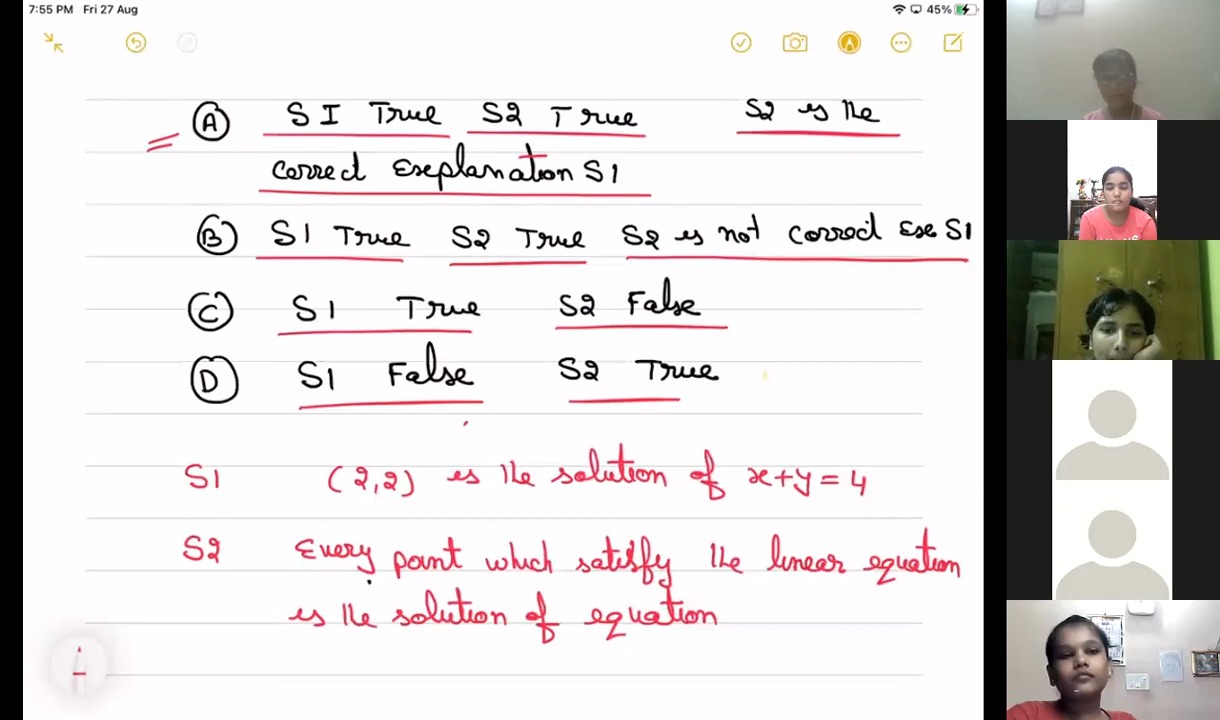 7:55 PM Fri 27 Aug
45%
A S I True S2 True S2 is the
correct Explanation S1
B S1 True S2 True S2 is not correct Exe S1
C S1 True S2 False
D S1 False S2 True
S1 (2,2) is the solution of x+y=4
S2 Every point which satisfy the linear equation
is the solution of equation